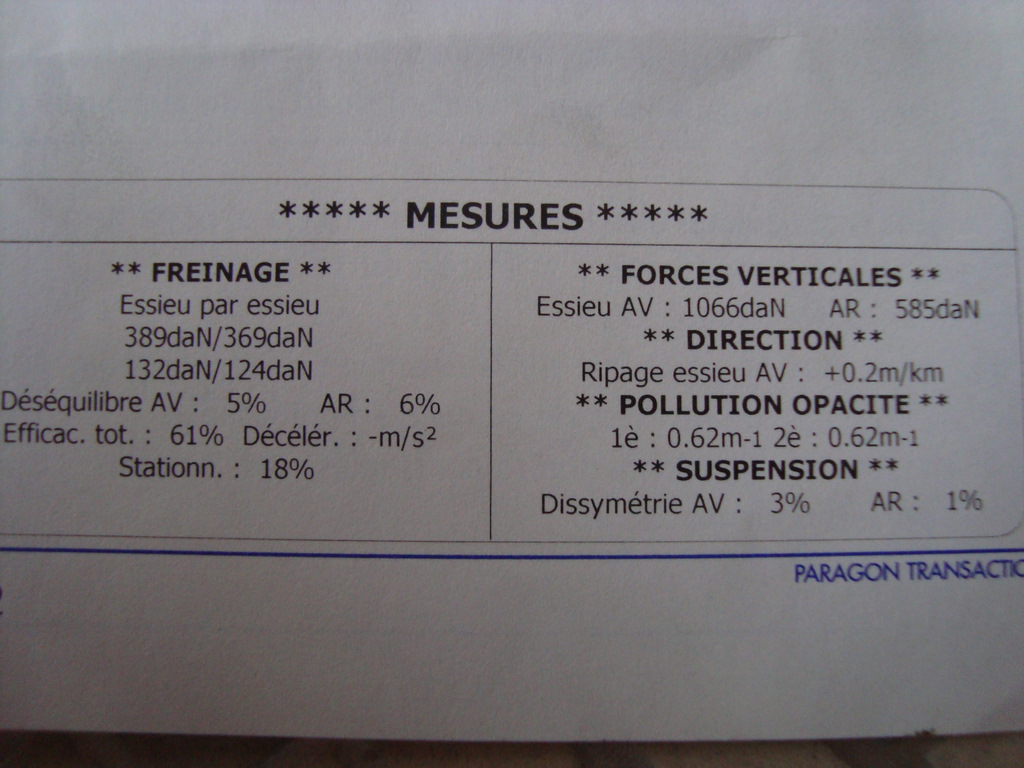 ***** MESURES *****
** FREINAGE **
Essieu par essieu
389daN/369daN
132daN/124daN
Déséquilibre AV : 5% AR : 6%
Efficac. tot. : 61% Décélér. : -m/s²
Stationn. : 18%
** FORCES VERTICALES **
Essieu AV : 1066daN AR : 585daN
** DIRECTION **
Ripage essieu AV : +0.2m/km
** POLLUTION OPACITE **
1è : 0.62m-1 2è : 0.62m-1
** SUSPENSION **
Dissymétrie AV : 3% AR : 1%
PARAGON